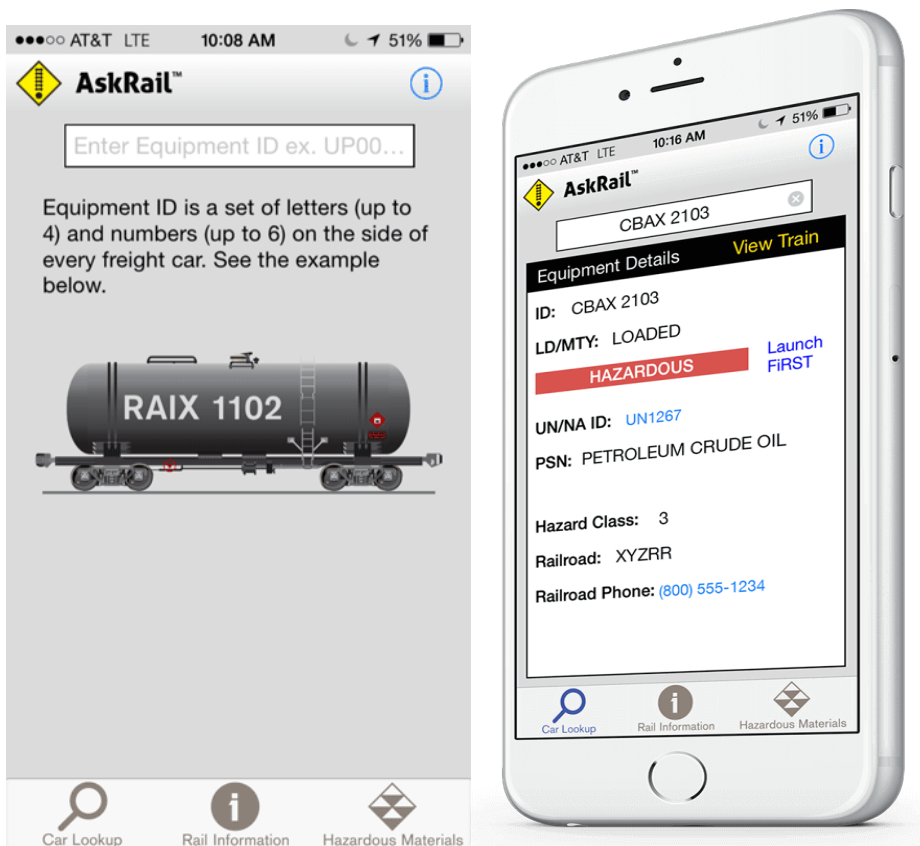 AT&T LTE 10:08 AM 51%
AskRail™
Enter Equipment ID ex. UP00...
Equipment ID is a set of letters (up to
4) and numbers (up to 6) on the side of
every freight car. See the example
below.
RAIX 1102
Car Lookup Rail Information Hazardous Materials
AT&T LTE 10:16 AM 51%
AskRail™
CBAX 2103
Equipment Details View Train
ID: CBAX 2103
LD/MTY: LOADED
HAZARDOUS
Launch
FiRST
UN/NA ID: UN1267
PSN: PETROLEUM CRUDE OIL
Hazard Class: 3
Railroad: XYZRR
Railroad Phone: (800) 555-1234
Car Lookup Rail Information Hazardous Materials